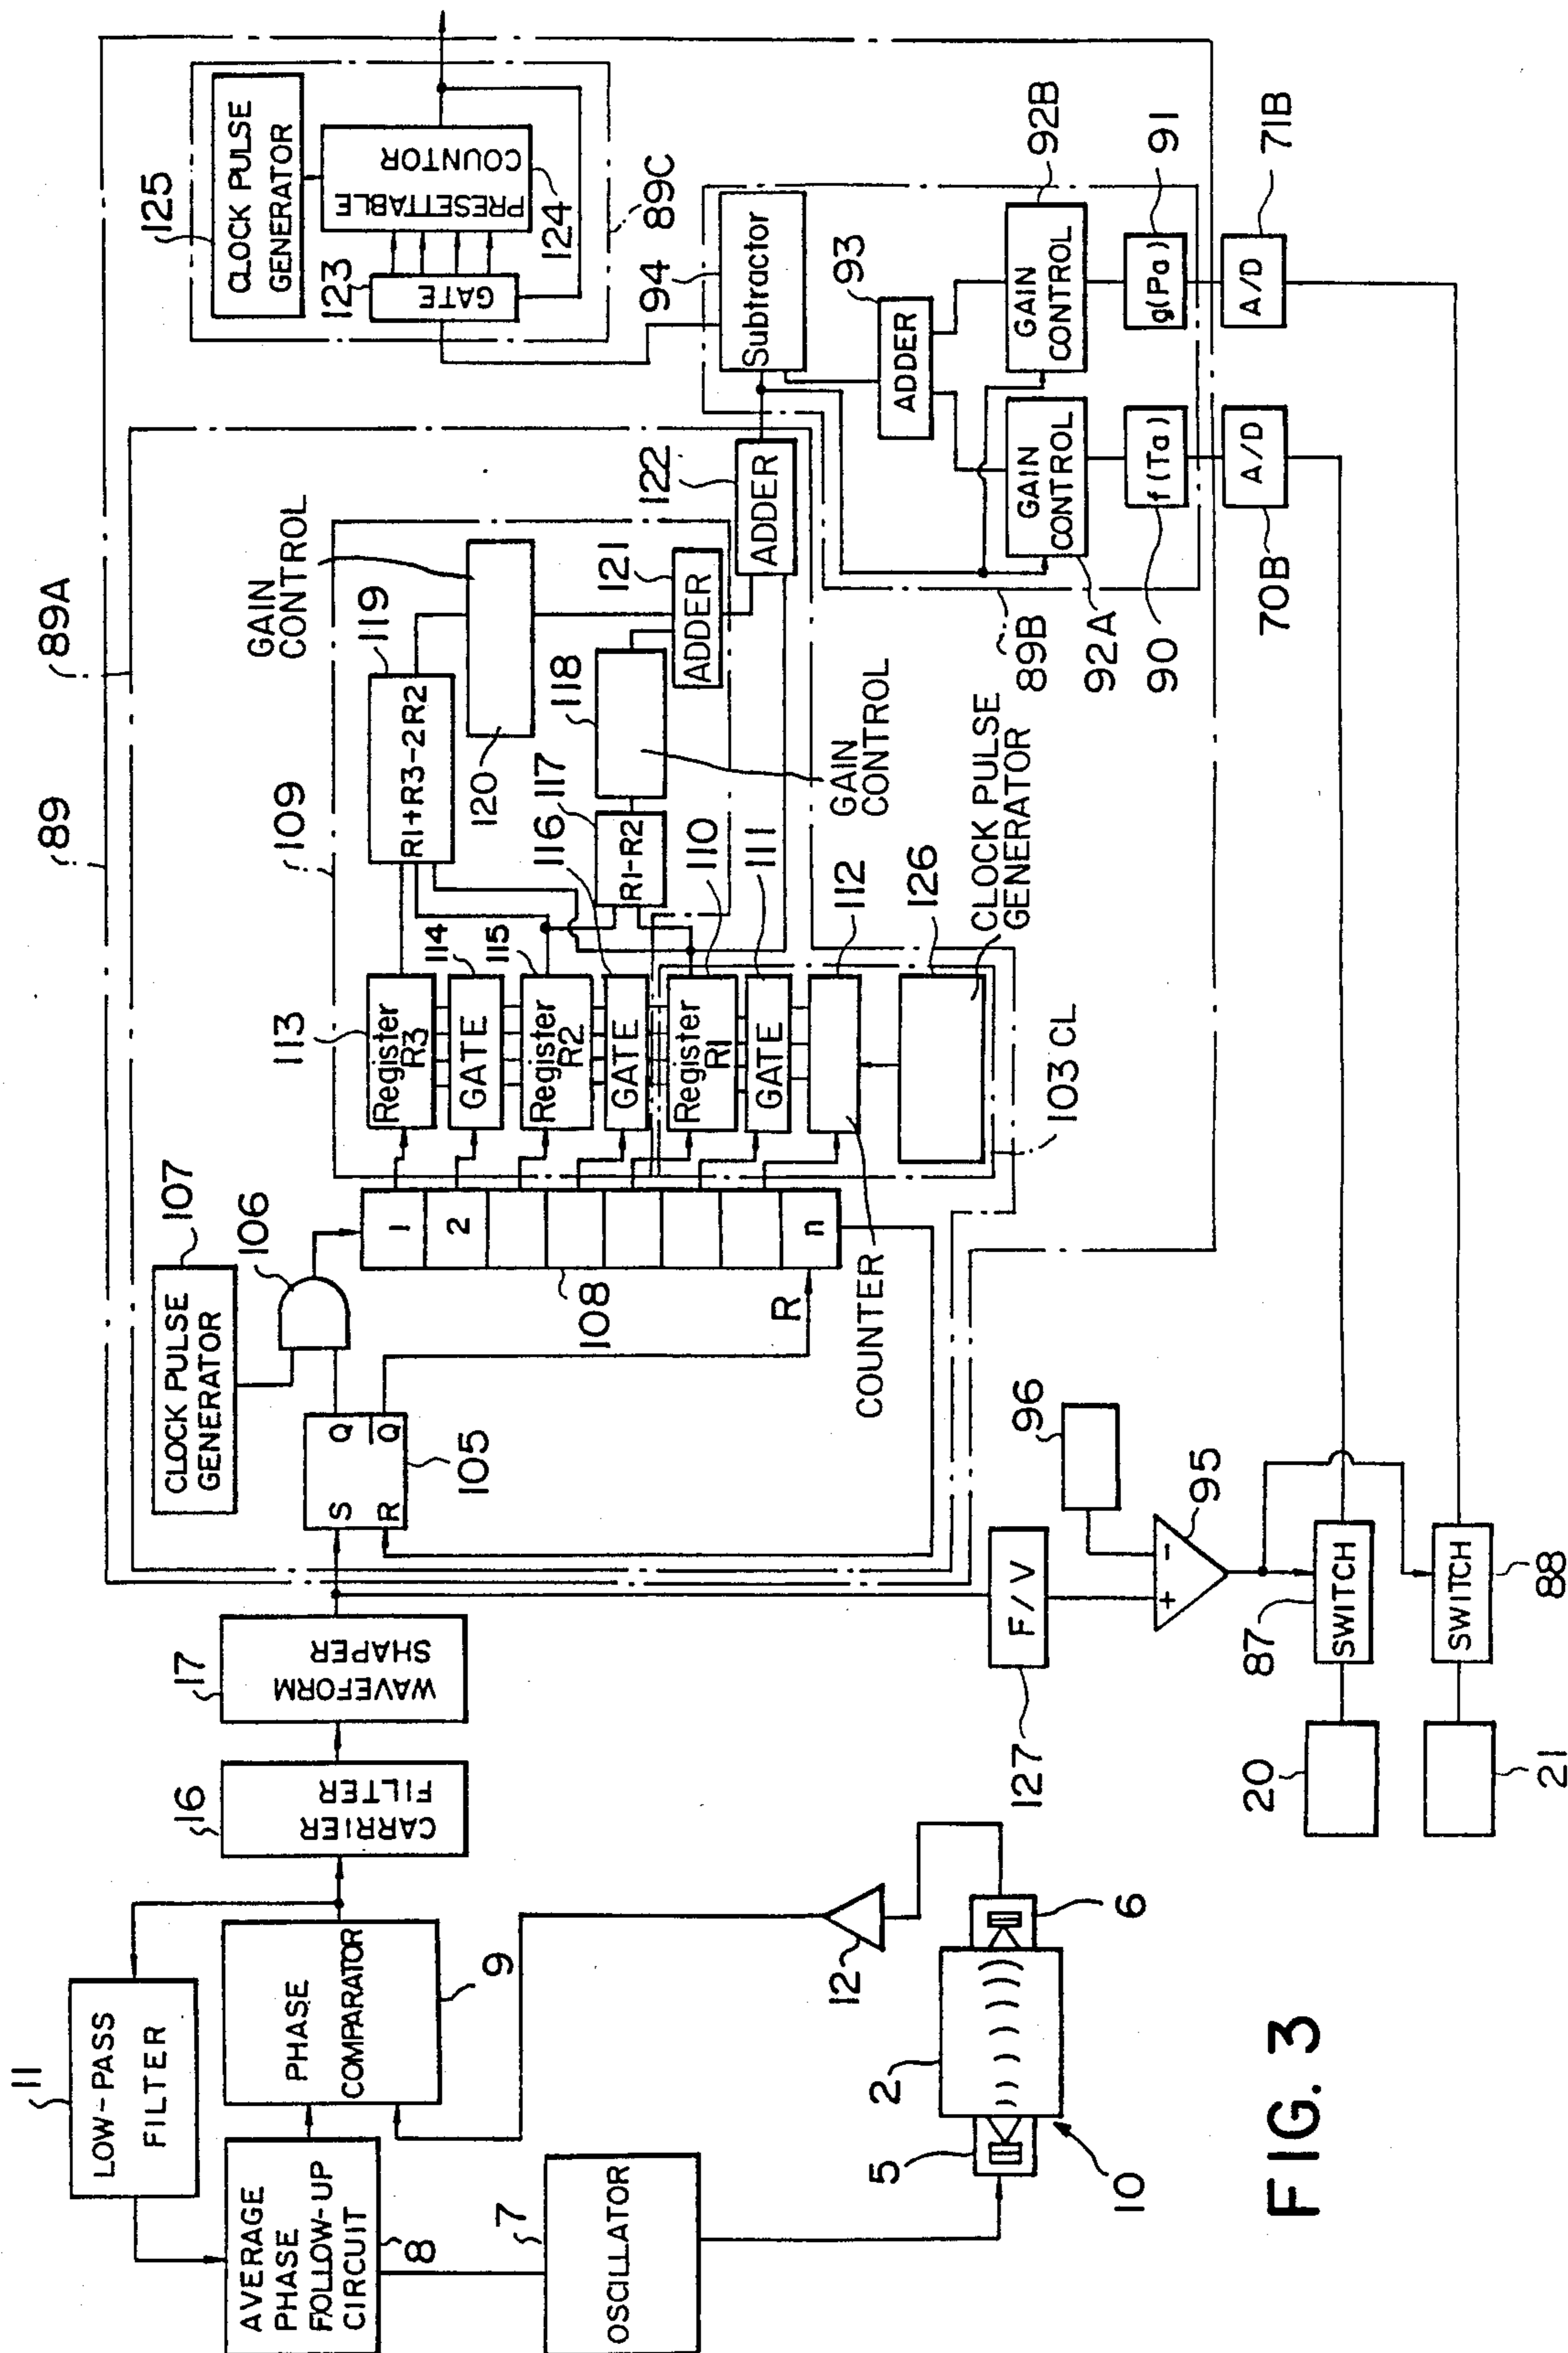 11
LOW-PASS
FILTER
AVERAGE
PHASE
FOLLOW-UP
CIRCUIT
8
PHASE
COMPARATOR
9
7
OSCILLATOR
12
5
2
6
10
16
CARRIER
FILTER
17
WAVEFORM
SHAPER
89
89A
107
CLOCK PULSE
GENERATOR
106
S
Q
R
Q
105
1
2
n
108
R
109
113
Register
R3
114
GATE
115
Register
R2
116
GATE
110
Register
R1
111
GATE
112
COUNTER
126
CLOCK PULSE
GENERATOR
103 CL
119
R1+R3-2R2
GAIN
CONTROL
120
117
R1-R2
118
GAIN
CONTROL
121
ADDER
122
ADDER
125
CLOCK PULSE
GENERATOR
123
GATE
PRESETTABLE
COUNTOR
124
89C
94
Subtractor
93
ADDER
GAIN
CONTROL
92A
GAIN
CONTROL
92B
f(Ta)
90
g(Pa)
91
89B
A/D
70B
A/D
71B
127
F/V
96
+
-
95
20
SWITCH
87
21
SWITCH
88
FIG. 3